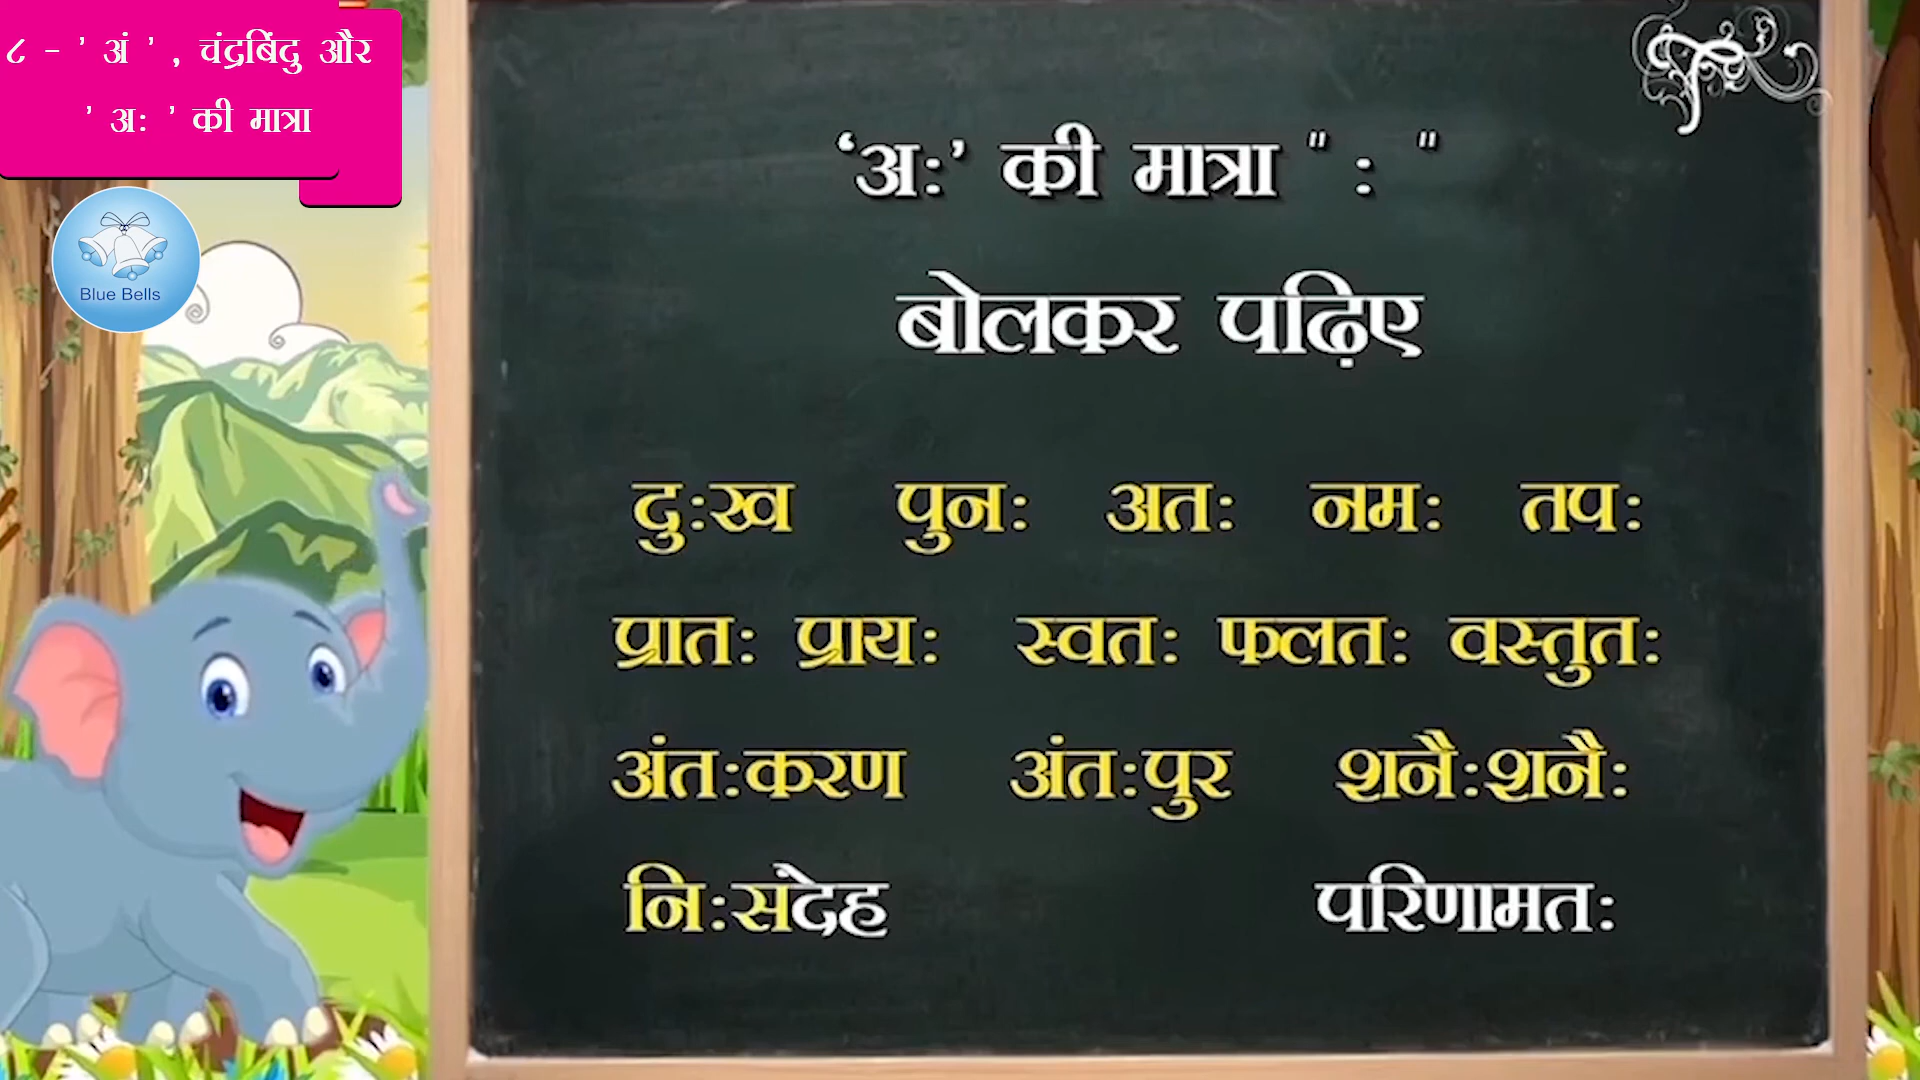 ८ - ' अं ' , चंद्रबिंदु और
' अः ' की मात्रा
Blue Bells
‘अः’ की मात्रा " : "
बोलकर पढ़िए
दुःख पुनः अतः नमः तपः
प्रातः प्रायः स्वतः फलतः वस्तुतः
अंतःकरण अंतःपुर शनैःशनैः
निःसंदेह परिणामतः